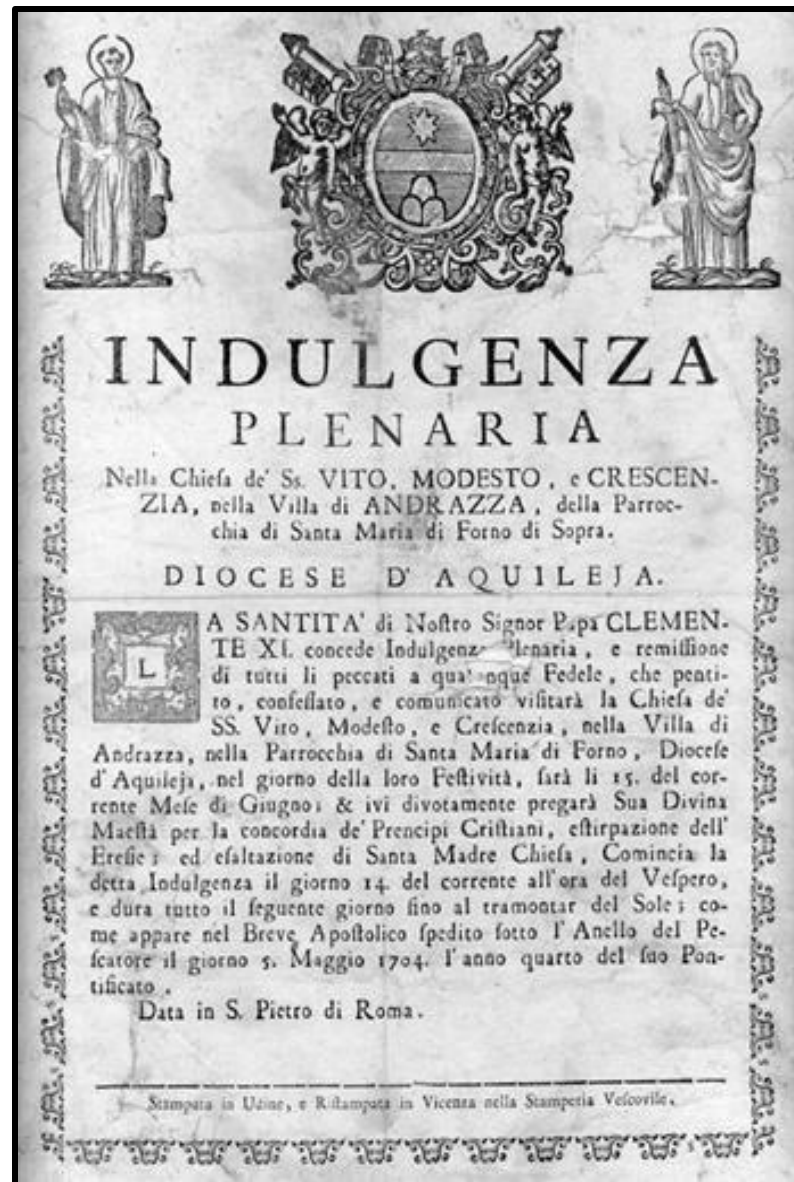 INDULGENZA
PLENARIA
Nella Chieſa de' Ss. VITO, MODESTO, e CRESCEN-
ZIA, nella Villa di ANDRAZZA, della Parroc-
chia di Santa Maria di Forno di Sopra.
DIOCESE D'AQUILEJA.
LA SANTITA' di Noſtro Signor Papa CLEMEN-
TE XI. concede Indulgenza Plenaria, e remiſſione
di tutti li peccati a qualunque Fedele, che penti-
to, confeſſato, e comunicato viſitarà la Chieſa de'
SS. Vito, Modeſto, e Creſcenzia, nella Villa di
Andrazza, nella Parrocchia di Santa Maria di Forno, Dioceſe
d'Aquileja, nel giorno della loro Feſtività, ſarà li 15. del cor-
rente Meſe di Giugno; & ivi divotamente pregarà Sua Divina
Maeſtà per la concordia de' Prencipi Criſtiani, eſtirpazione dell'
Ereſie; ed eſaltazione di Santa Madre Chieſa, Comincia la
detta Indulgenza il giorno 14. del corrente all'ora del Veſpero,
e dura tutto il ſeguente giorno ſino al tramontar del Sole; co-
me appare nel Breve Apoſtolico ſpedito ſotto l'Anello del Pe-
ſcatore il giorno 5. Maggio 1704. l'anno quarto del ſuo Pon-
tificato.
Data in S. Pietro di Roma.
Stampata in Udine, e Riſtampata in Vicenza nella Stamperia Veſcovile.